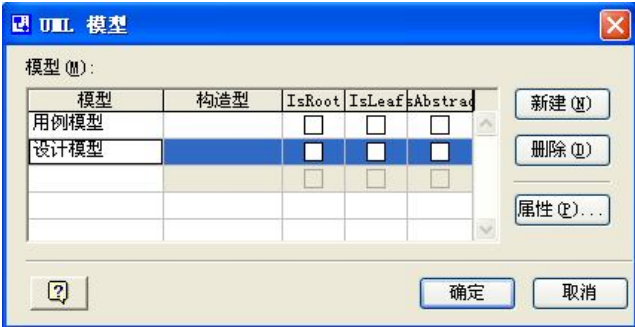 UML 模型
模型(M):
模型 构造型 IsRoot IsLeaf sAbstrac
用例模型
设计模型
新建(N)
删除(D)
属性(P)...
确定 取消